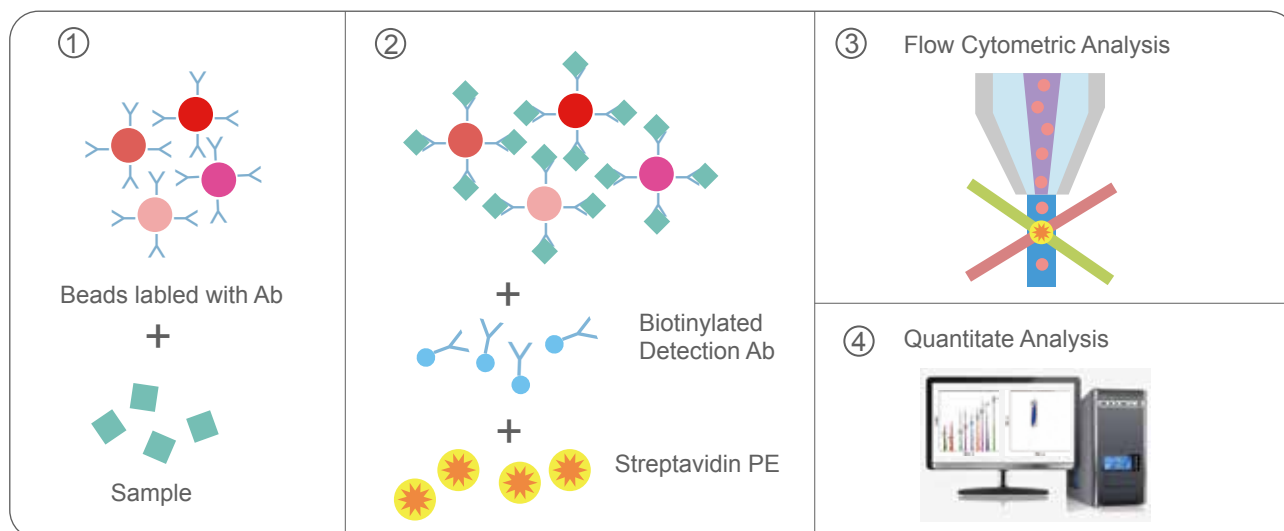 ①
Beads labled with Ab
+
Sample
②
+
Biotinylated
Detection Ab
+
Streptavidin PE
③ Flow Cytometric Analysis
④ Quantitate Analysis